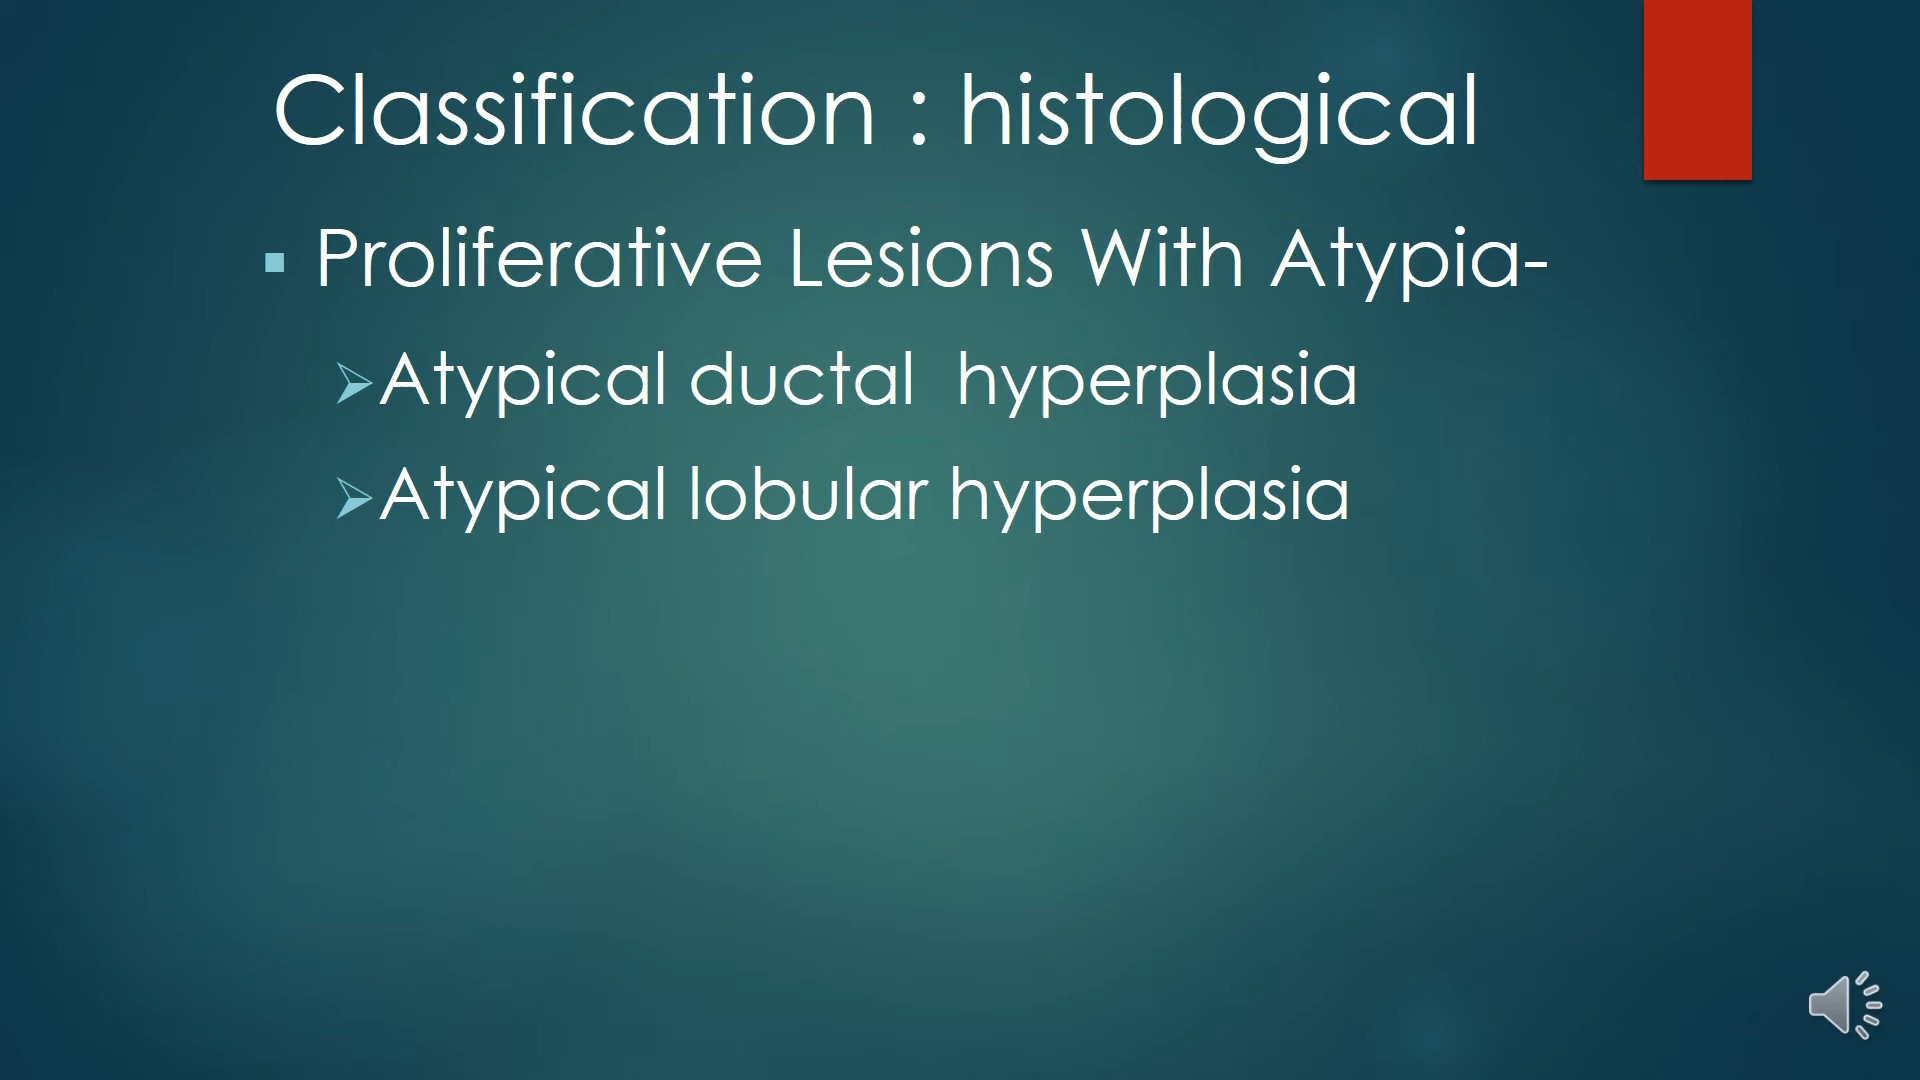 Classification : histological
Proliferative Lesions With Atypia-
Atypical ductal  hyperplasia
Atypical lobular hyperplasia